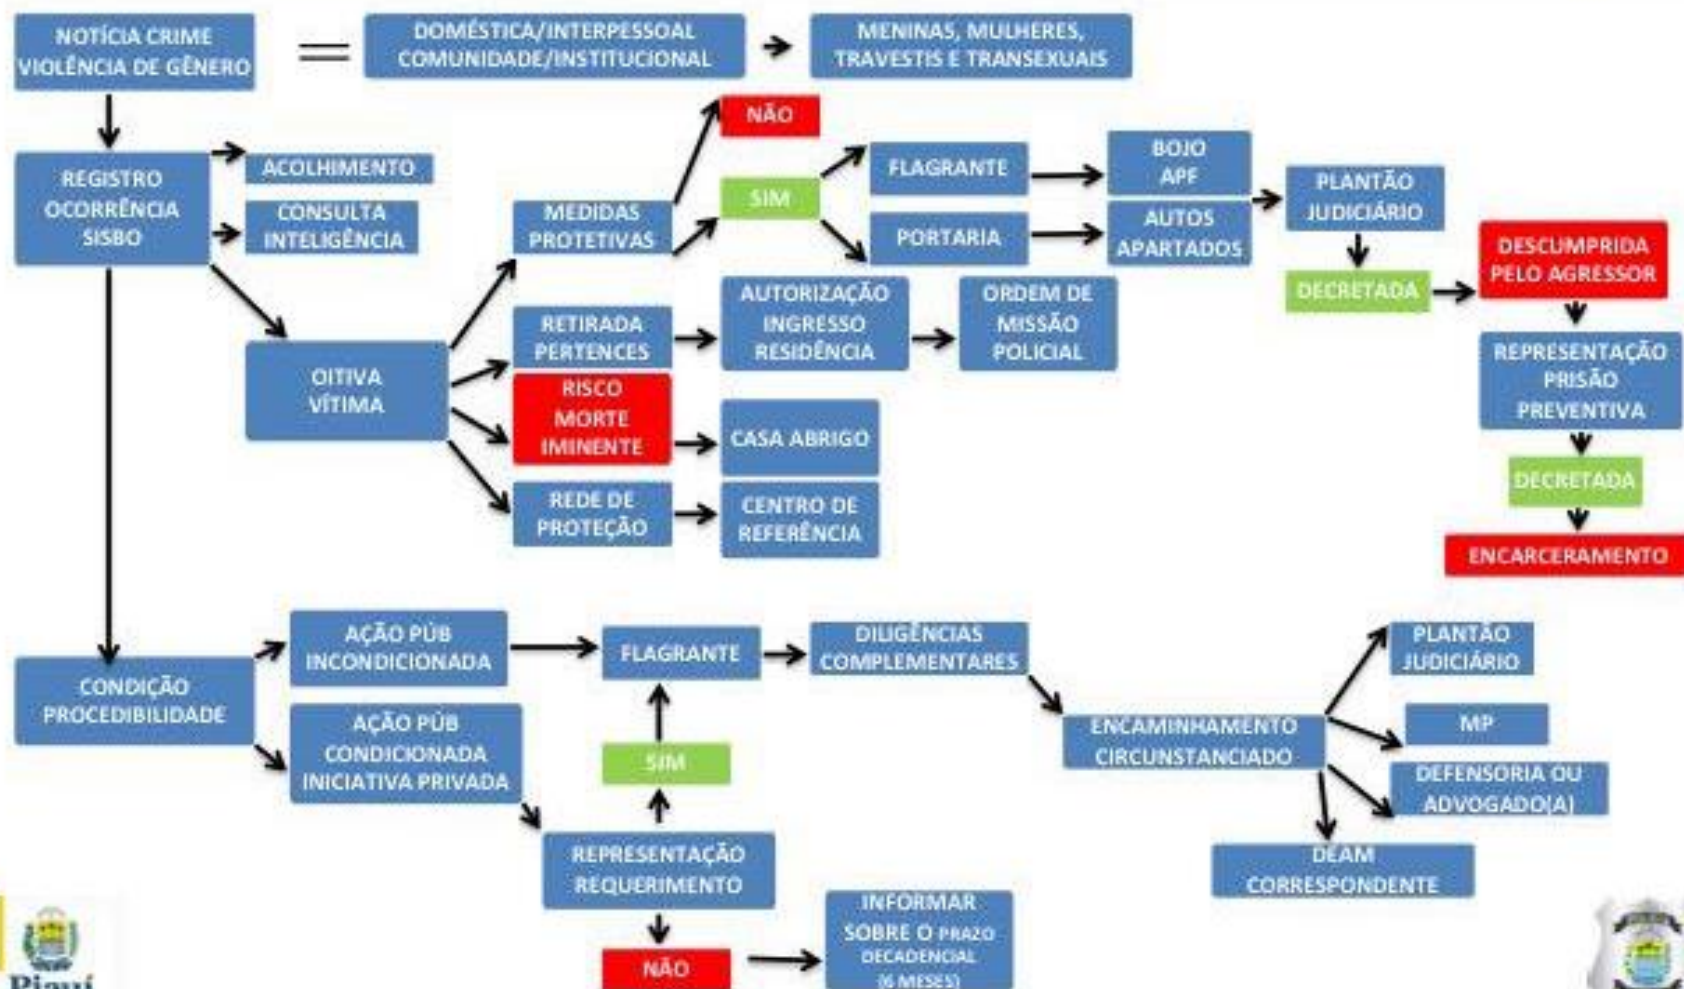 NOTÍCIA CRIME
VIOLÊNCIA DE GÊNERO
DOMÉSTICA/INTERPESSOAL
COMUNIDADE/INSTITUCIONAL
MENINAS, MULHERES,
TRAVESTIS E TRANSEXUAIS
REGISTRO
OCORRÊNCIA
SISBO
ACOLHIMENTO
CONSULTA
INTELIGÊNCIA
OITIVA
VÍTIMA
MEDIDAS
PROTETIVAS
NÃO
SIM
FLAGRANTE
PORTARIA
BOJO
APF
AUTOS
APARTADOS
PLANTÃO
JUDICIÁRIO
DECRETADA
DESCUMPRIDA
PELO AGRESSOR
REPRESENTAÇÃO
PRISÃO
PREVENTIVA
DECRETADA
ENCARCERAMENTO
RETIRADA
PERTENCES
AUTORIZAÇÃO
INGRESSO
RESIDÊNCIA
ORDEM DE
MISSÃO
POLICIAL
RISCO
MORTE
IMINENTE
CASA ABRIGO
REDE DE
PROTEÇÃO
CENTRO DE
REFERÊNCIA
CONDIÇÃO
PROCEDIBILIDADE
AÇÃO PÚB
INCONDICIONADA
AÇÃO PÚB
CONDICIONADA
INICIATIVA PRIVADA
FLAGRANTE
SIM
REPRESENTAÇÃO
REQUERIMENTO
NÃO
INFORMAR
SOBRE O PRAZO
DECADENCIAL
(6 MESES)
DILIGÊNCIAS
COMPLEMENTARES
ENCAMINHAMENTO
CIRCUNSTANCIADO
PLANTÃO
JUDICIÁRIO
MP
DEFENSORIA OU
ADVOGADO(A)
DEAM
CORRESPONDENTE
Piauí